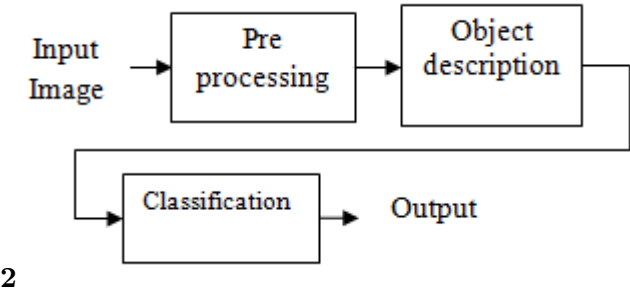 Input
Image
Pre
processing
Object
description
Classification
Output
2